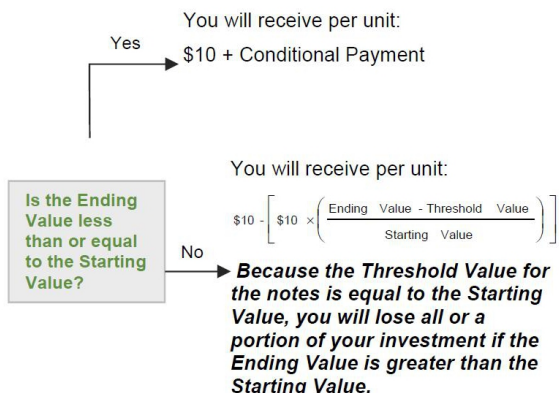 You will receive per unit:
Yes
$10 + Conditional Payment
You will receive per unit:
Is the Ending
Value less
than or equal
to the Starting
Value?
$10 - [ $10 × ( Ending Value - Threshold Value / Starting Value ) ]
No
Because the Threshold Value for
the notes is equal to the Starting
Value, you will lose all or a
portion of your investment if the
Ending Value is greater than the
Starting Value.